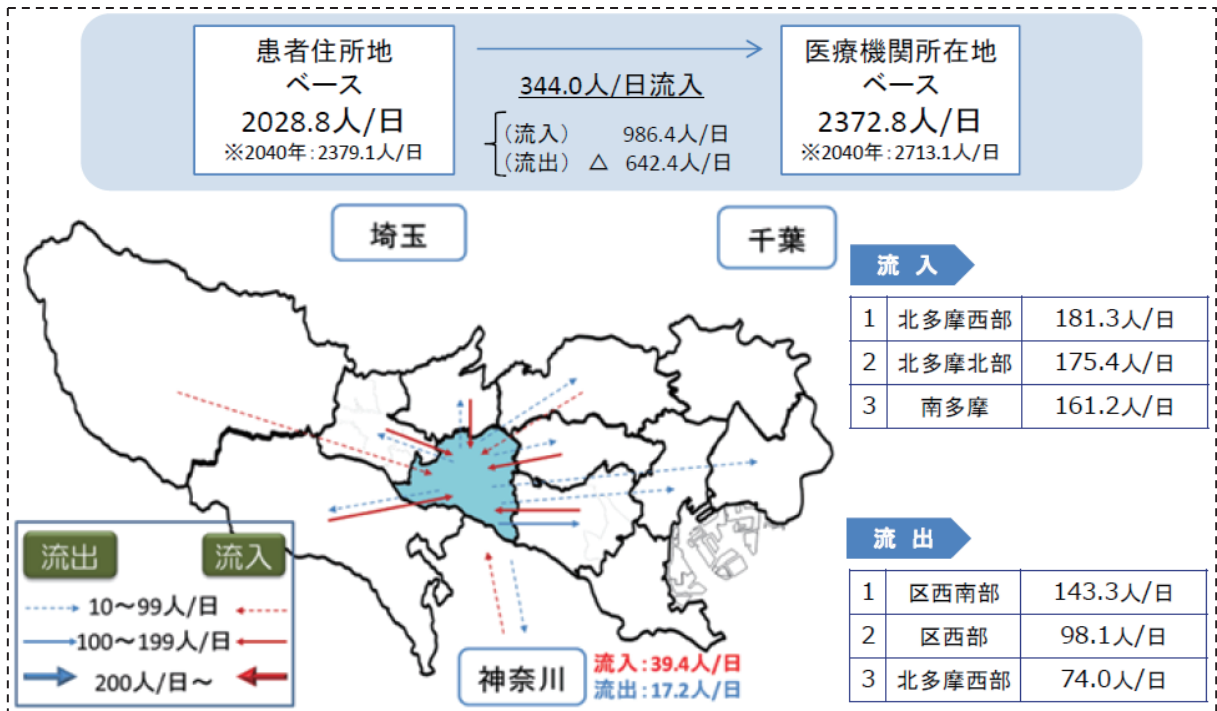 患者住所地
ベース
2028.8人/日
※2040年:2379.1人/日
344.0人/日流入
(流入) 986.4人/日
(流出) △ 642.4人/日
医療機関所在地
ベース
2372.8人/日
※2040年:2713.1人/日
埼玉
千葉
流 入
1 北多摩西部 181.3人/日
2 北多摩北部 175.4人/日
3 南多摩 161.2人/日
流出 流入
10～99人/日
100～199人/日
200人/日～
神奈川
流入:39.4人/日
流出:17.2人/日
流 出
1 区西南部 143.3人/日
2 区西部 98.1人/日
3 北多摩西部 74.0人/日